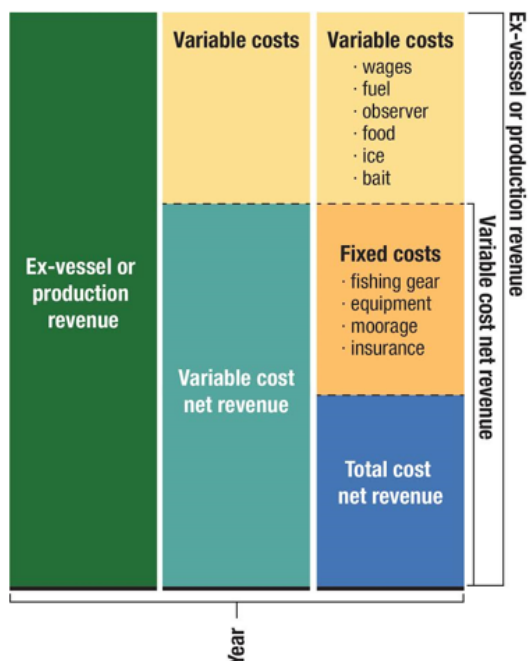 Ex-vessel or
production
revenue
Variable costs
Variable cost
net revenue
Variable costs
· wages
· fuel
· observer
· food
· ice
· bait
Fixed costs
· fishing gear
· equipment
· moorage
· insurance
Total cost
net revenue
Variable cost net revenue
Ex-vessel or production revenue
Year